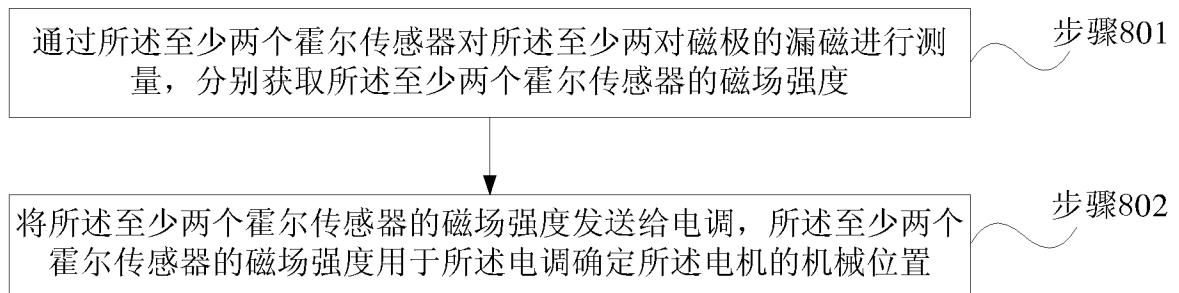 通过所述至少两个霍尔传感器对所述至少两对磁极的漏磁进行测
量，分别获取所述至少两个霍尔传感器的磁场强度
步骤801
将所述至少两个霍尔传感器的磁场强度发送给电调，所述至少两个
霍尔传感器的磁场强度用于所述电调确定所述电机的机械位置
步骤802